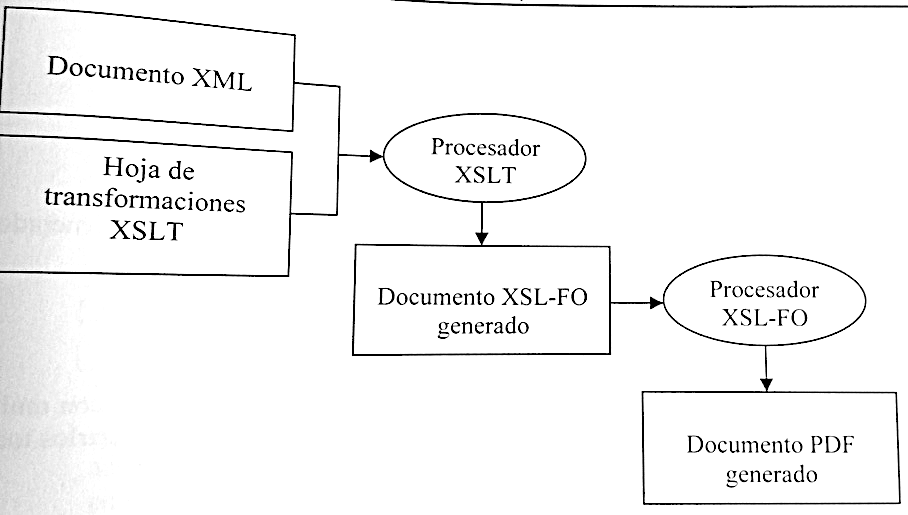 Documento XML
Hoja de
transformaciones
XSLT
Procesador
XSLT
Documento XSL-FO
generado
Procesador
XSL-FO
Documento PDF
generado